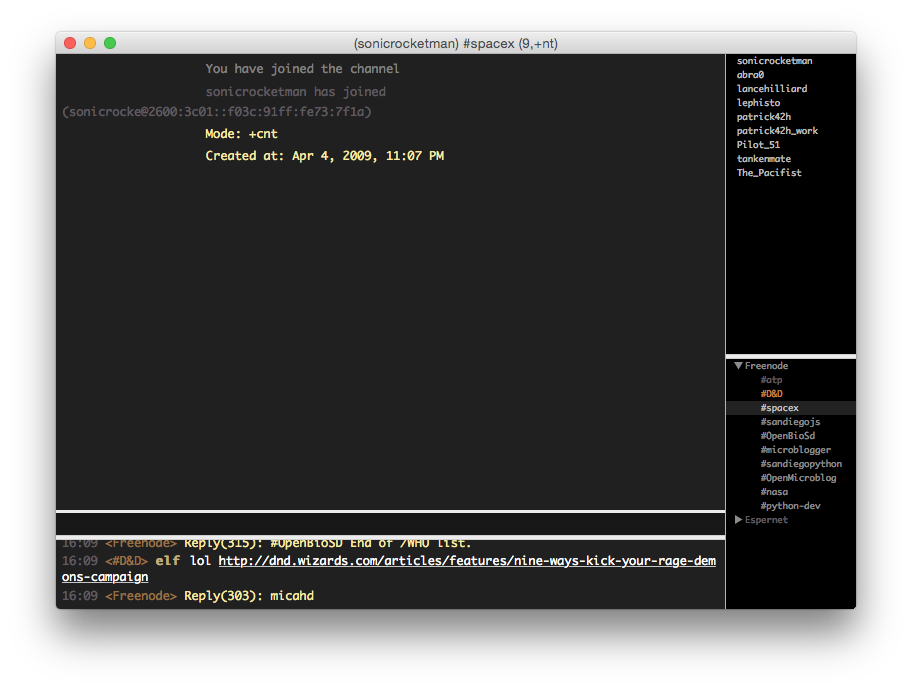 (sonicrocketman) #spacex (9,+nt)
You have joined the channel
sonicrocketman has joined
(sonicrocke@2600:3c01::f03c:91ff:fe73:7f1a)
Mode: +cnt
Created at: Apr 4, 2009, 11:07 PM
16:09 <Freenode> Reply(315): #OpenBioSD End of /WHO list.
16:09 <#D&D> elf lol http://dnd.wizards.com/articles/features/nine-ways-kick-your-rage-dem
ons-campaign
16:09 <Freenode> Reply(303): micahd
sonicrocketman
abra0
lancehilliard
lephisto
patrick42h
patrick42h_work
Pilot_51
tankenmate
The_Pacifist
Freenode
#atp
#D&D
#spacex
#sandiegojs
#OpenBioSd
#microblogger
#sandiegopython
#OpenMicroblog
#nasa
#python-dev
Espernet